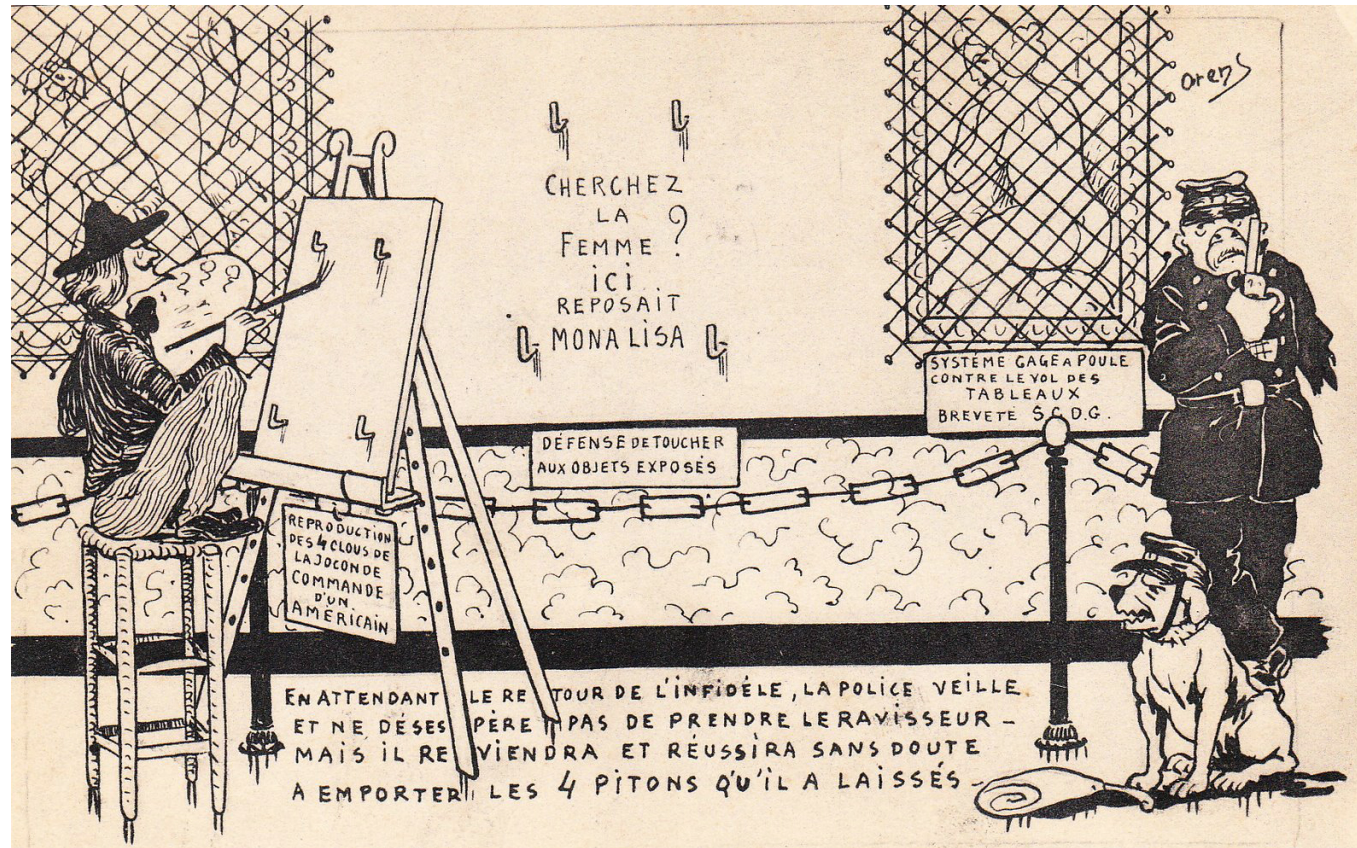 orens
CHERCHEZ
LA
FEMME ?
ici
REPOSAIT
MONA LISA
SYSTÉME CAGE A POULE
CONTRE LE VOL DES
TABLEAUX
BREVETÉ S.G.D.G.
DÉFENSE DE TOUCHER
AUX OBJETS EXPOSÉS
REPRODUCTION
DES 4 CLOUS DE
LA JOCONDE
COMMANDE
D'UN
AMÉRICAIN
EN ATTENDANT LE RETOUR DE L'INFIDÉLE, LA POLICE VEILLE
ET NE DÉSESPÈRE PAS DE PRENDRE LE RAVISSEUR -
MAIS IL REVIENDRA ET RÉUSSIRA SANS DOUTE
A EMPORTER LES 4 PITONS QU'IL A LAISSÉS -